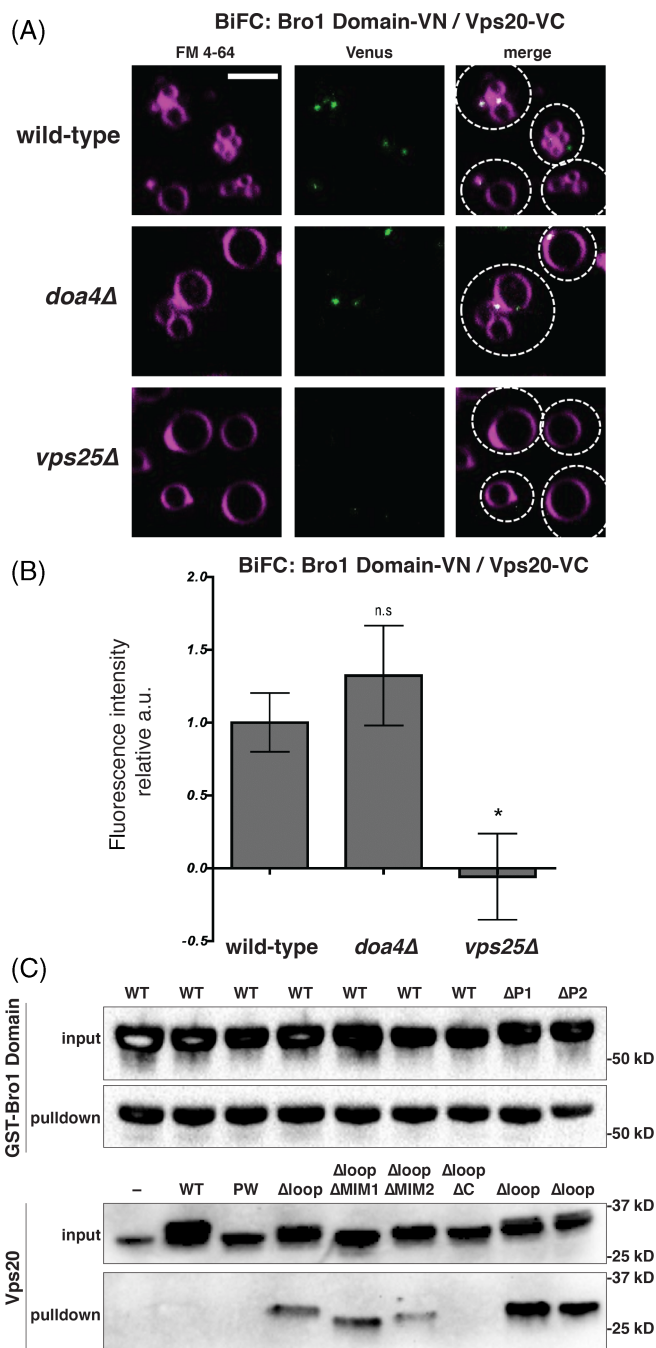 (A)
BiFC: Bro1 Domain-VN / Vps20-VC
FM 4-64 Venus merge
wild-type
doa4Δ
vps25Δ
(B)
BiFC: Bro1 Domain-VN / Vps20-VC
Fluorescence intensity
relative a.u.
2.0
1.5
1.0
0.5
0.0
-0.5
n.s
*
wild-type doa4Δ vps25Δ
(C)
GST-Bro1 Domain
WT WT WT WT WT WT WT ΔP1 ΔP2
input
-50 kD
pulldown
-50 kD
Vps20
Δloop Δloop Δloop
– WT PW Δloop ΔMIM1 ΔMIM2 ΔC Δloop Δloop
-37 kD
input
-25 kD
-37 kD
pulldown
-25 kD